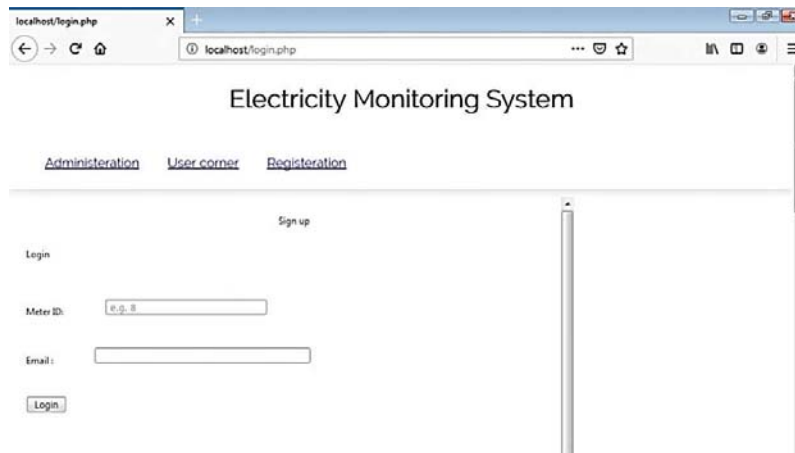 localhost/login.php
localhost/login.php
Electricity Monitoring System
Administeration User corner Registeration
Sign up
Login
Meter ID: e.g. 8
Email :
Login